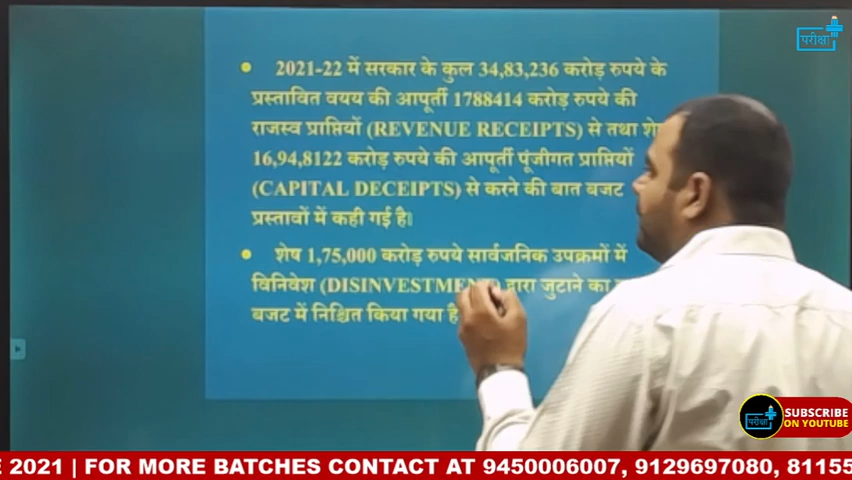 परीक्षा
2021-22 में सरकार के कुल 34,83,236 करोड़ रुपये के
प्रस्तावित वयय की आपूर्ती 1788414 करोड़ रुपये की
राजस्व प्राप्तियों (REVENUE RECEIPTS) से तथा
16,94,8122 करोड़ रुपये की आपूर्ती पूंजीगत प्राप्तियों
(CAPITAL DECEIPTS) से करने की बात बजट
प्रस्तावों में कही गई है।
शेष 1,75,000 करोड़ रुपये सार्वजनिक उपक्रमों में
विनिवेश (DISINVESTMENT) द्वारा जुटाने का
बजट में निश्चित किया गया है
परीक्षा
SUBSCRIBE
ON YOUTUBE
E 2021 | FOR MORE BATCHES CONTACT AT 9450006007, 9129697080, 81155